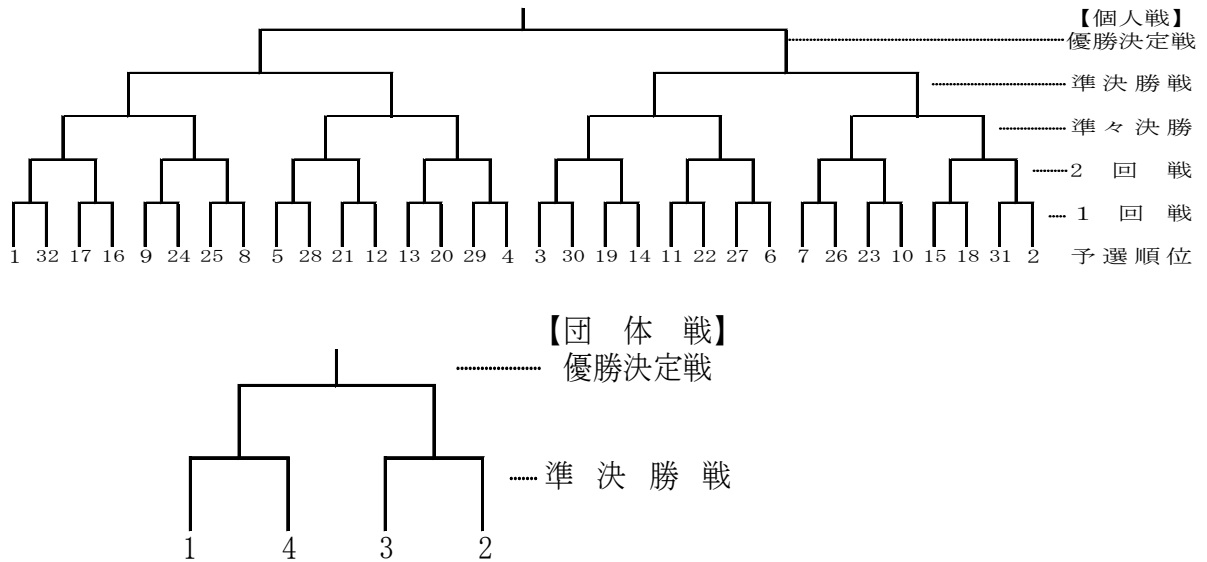 【個人戦】
優勝決定戦
準決勝戦
準々決勝
2 回 戦
1 回 戦
1 32 17 16 9 24 25 8 5 28 21 12 13 20 29 4 3 30 19 14 11 22 27 6 7 26 23 10 15 18 31 2 予選順位
【団 体 戦】
優勝決定戦
準決勝戦
1 4 3 2